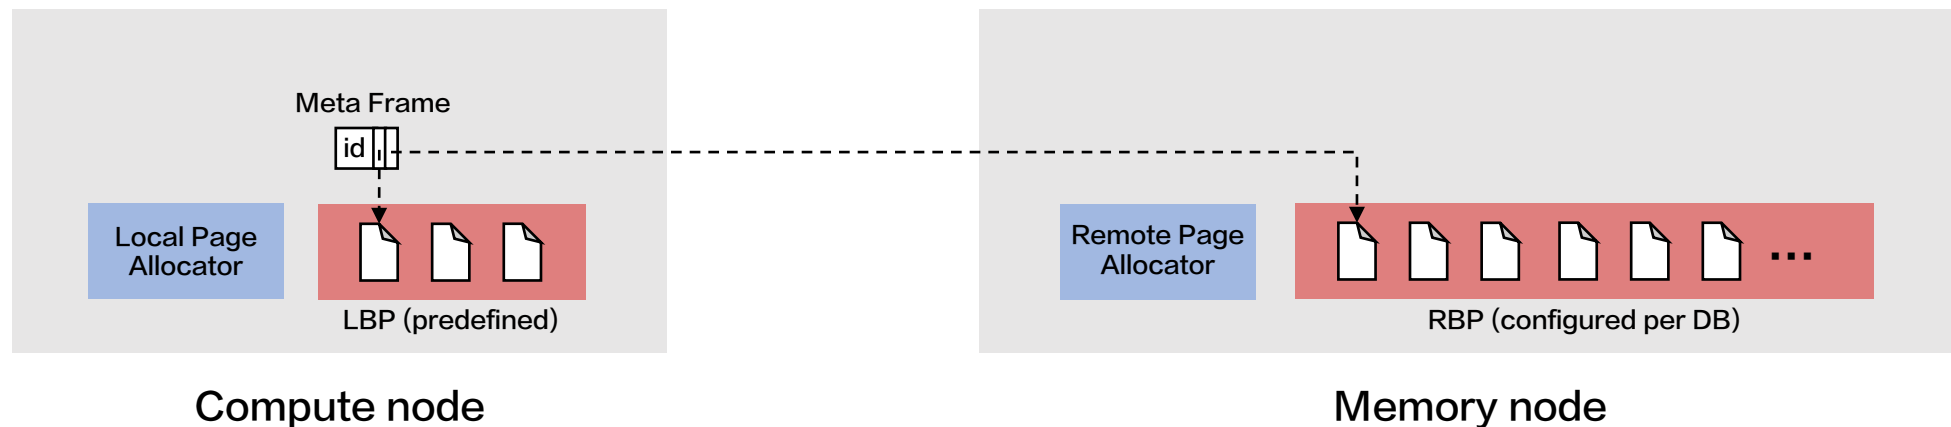 Meta Frame
id
Local Page
Allocator
LBP (predefined)
Compute node
Remote Page
Allocator
...
RBP (configured per DB)
Memory node